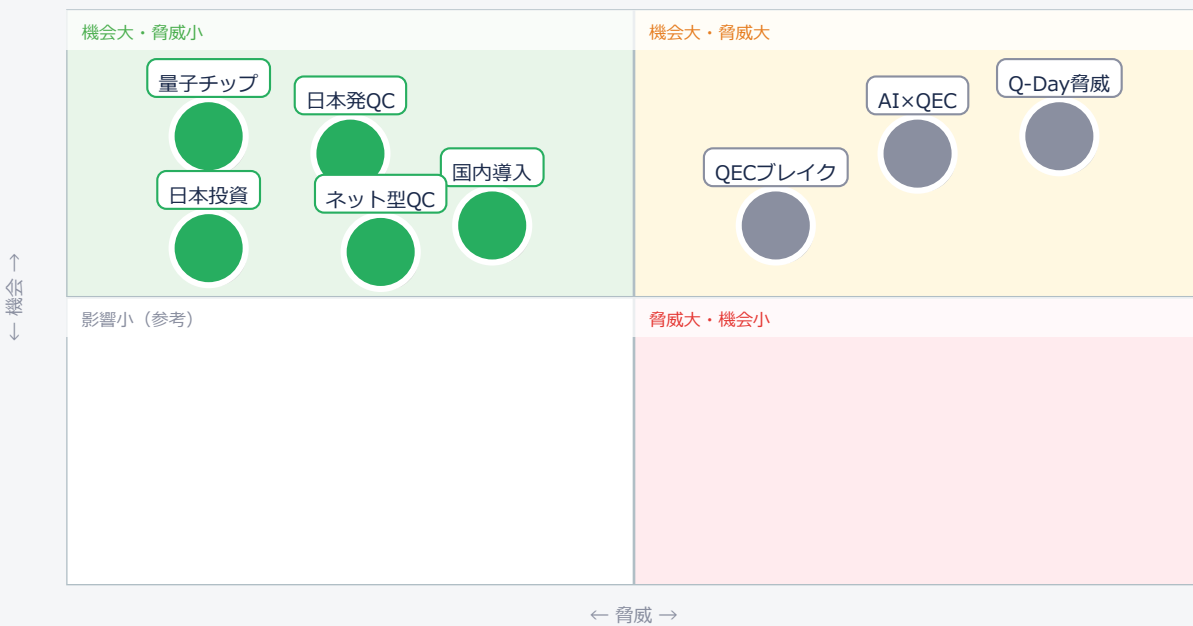 機会大・脅威小
機会大・脅威大
量子チップ
日本発QC
AI×QEC
Q-Day脅威
国内導入
QECブレイク
日本投資
ネット型QC
← 機会 →
影響小（参考）
脅威大・機会小
← 脅威 →